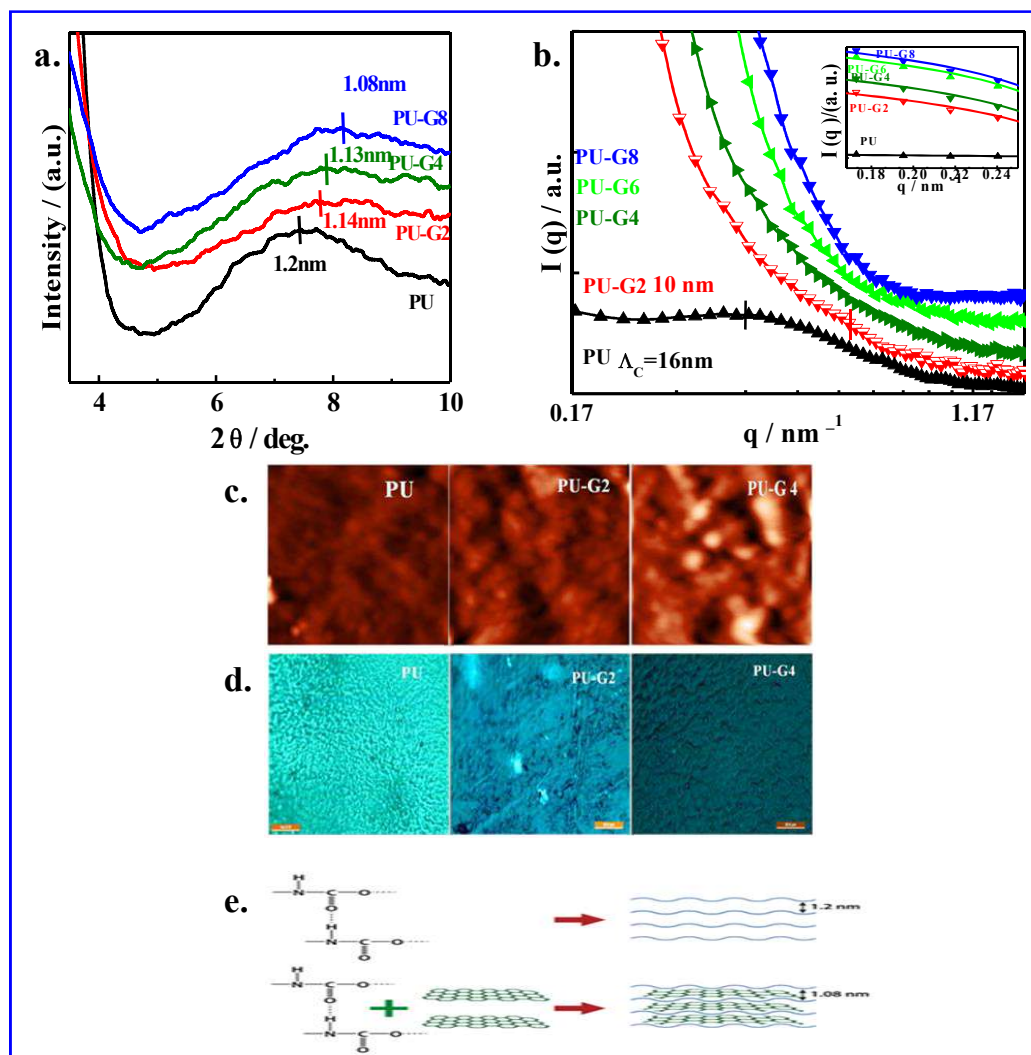 a.
Intensity / (a.u.)
1.08nm
PU-G8
1.13nm
PU-G4
1.14nm
PU-G2
1.2nm
PU
4 6 8 10
2 θ / deg.
b.
I (q) / a.u.
PU-G8
PU-G6
PU-G4
PU-G2 10 nm
PU Λ_C=16nm
0.17 1.17
q / nm⁻¹
I (q) /(a. u.)
PU-G8
PU-G6
PU-G4
PU-G2
PU
0.18 0.20 0.22 0.24
q / nm⁻¹
c.
PU
PU-G2
PU-G 4
d.
PU
PU-G2
PU-G4
e.
H
N C O
O
H
N C O
O
1.2 nm
H
N C O
O
H
+
N C O
O
1.08 nm